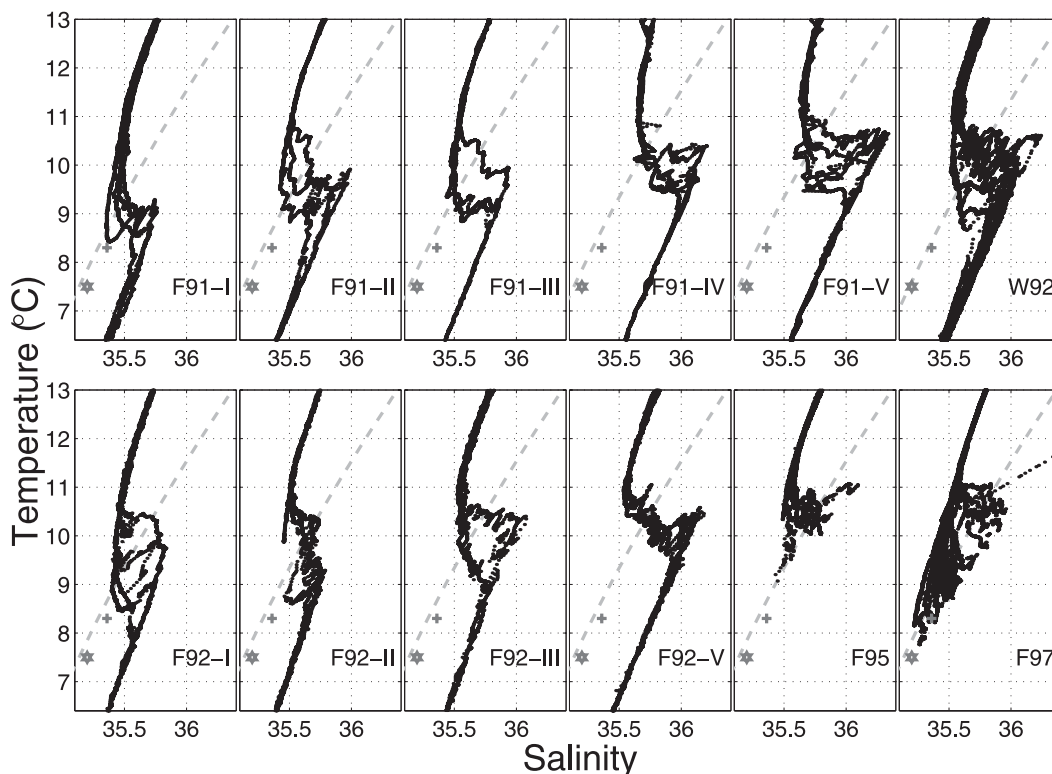 13
12
11
10
9
8
7
F91-I
F91-II
F91-III
F91-IV
F91-V
W92
35.5 36 35.5 36 35.5 36 35.5 36 35.5 36 35.5 36
Temperature (°C)
13
12
11
10
9
8
7
F92-I
F92-II
F92-III
F92-V
F95
F97
35.5 36 35.5 36 35.5 36 35.5 36 35.5 36 35.5 36
Salinity